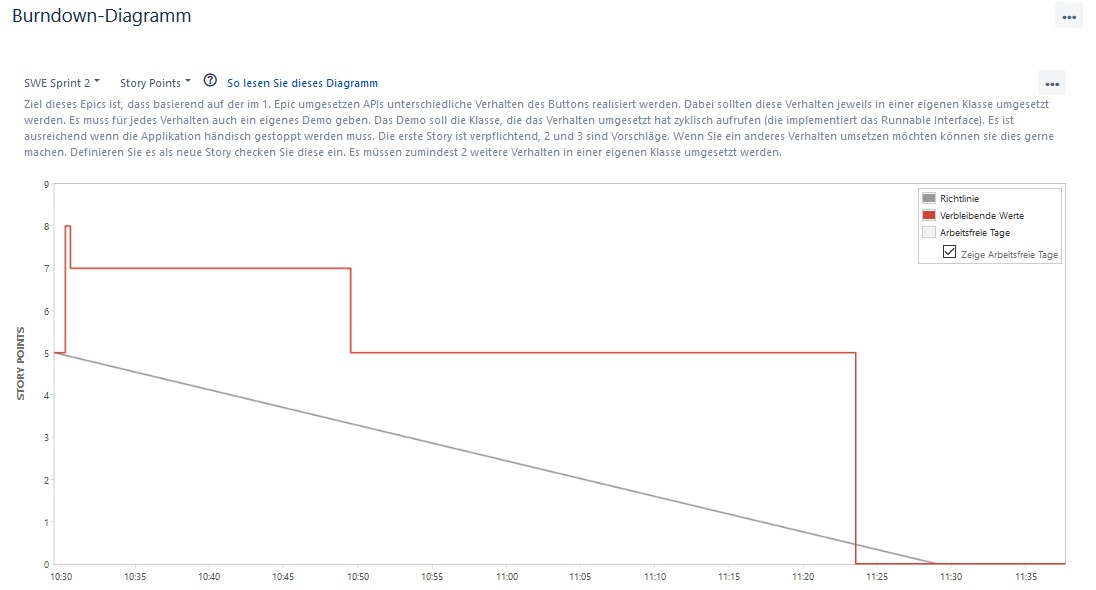 Burndown-Diagramm
SWE Sprint 2
Story Points
So lesen Sie dieses Diagramm
Ziel dieses Epics ist, dass basierend auf der im 1. Epic umgesetzen APIs unterschiedliche Verhalten des Buttons realisiert werden. Dabei sollten diese Verhalten jeweils in einer eigenen Klasse umgesetzt
werden. Es muss für jedes Verhalten auch ein eigenes Demo geben. Das Demo soll die Klasse, die das Verhalten umgesetzt hat zyklisch aufrufen (die implementiert das Runnable Interface). Es ist
ausreichend wenn die Applikation händisch gestoppt werden muss. Die erste Story ist verpflichtend, 2 und 3 sind Vorschläge. Wenn Sie ein anderes Verhalten umsetzen möchten können sie dies gerne
machen. Definieren Sie es als neue Story checken Sie diese ein. Es müssen zumindest 2 weitere Verhalten in einer eigenen Klasse umgesetzt werden.
Richtlinie
Verbleibende Werte
Arbeitsfreie Tage
Zeige Arbeitsfreie Tage
STORY POINTS
9
8
7
6
5
4
3
2
1
0
10:30 10:35 10:40 10:45 10:50 10:55 11:00 11:05 11:10 11:15 11:20 11:25 11:30 11:35